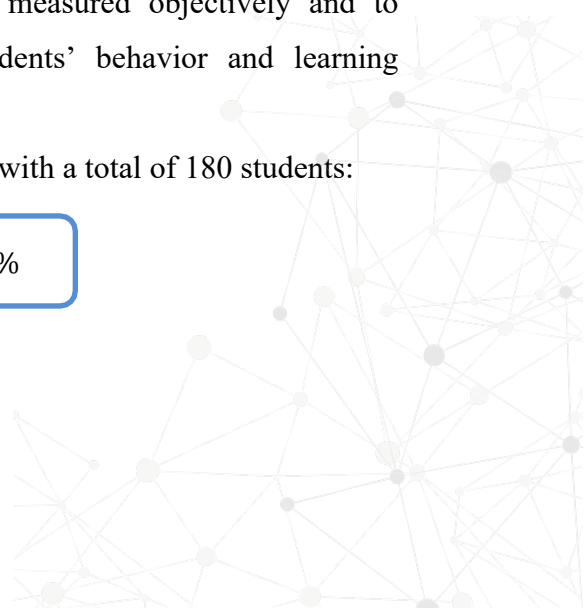 measured objectively and to
dents’ behavior and learning
with a total of 180 students:
%